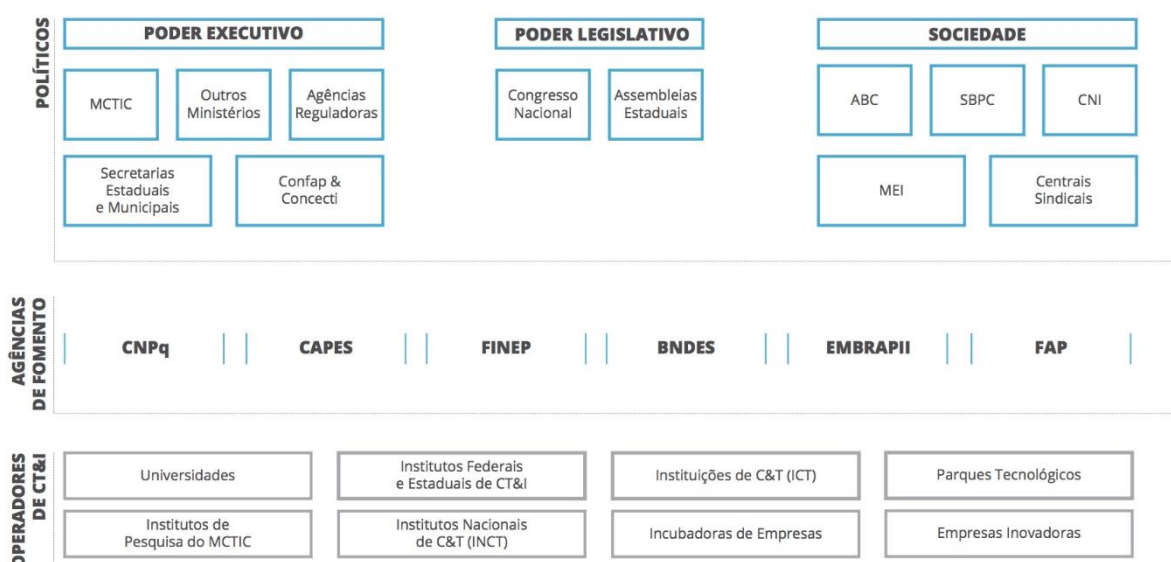 POLÍTICOS
PODER EXECUTIVO
PODER LEGISLATIVO
SOCIEDADE
MCTIC
Outros
Ministérios
Agências
Reguladoras
Congresso
Nacional
Assembleias
Estaduais
ABC
SBPC
CNI
Secretarias
Estaduais
e Municipais
Confap &
Concecti
MEI
Centrais
Sindicais
AGÊNCIAS
DE FOMENTO
CNPq
CAPES
FINEP
BNDES
EMBRAPII
FAP
OPERADORES
DE CT&I
Universidades
Institutos Federais
e Estaduais de CT&I
Instituições de C&T (ICT)
Parques Tecnológicos
Institutos de
Pesquisa do MCTIC
Institutos Nacionais
de C&T (INCT)
Incubadoras de Empresas
Empresas Inovadoras